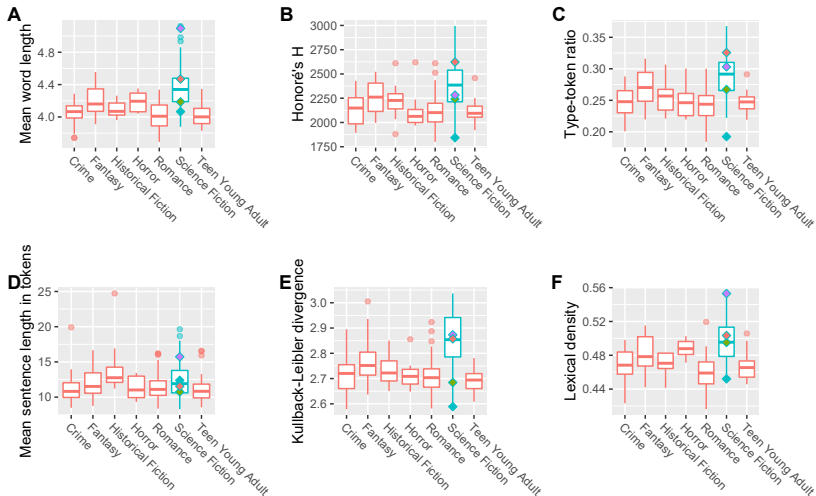 A
Mean word length
4.8
4.4
4.0
Crime
Fantasy
Historical Fiction
Horror
Romance
Science Fiction
Teen Young Adult
B
Honoré's H
3000
2750
2500
2250
2000
1750
Crime
Fantasy
Historical Fiction
Horror
Romance
Science Fiction
Teen Young Adult
C
Type-token ratio
0.35
0.30
0.25
0.20
Crime
Fantasy
Historical Fiction
Horror
Romance
Science Fiction
Teen Young Adult
D
Mean sentence length in tokens
25
20
15
10
Crime
Fantasy
Historical Fiction
Horror
Romance
Science Fiction
Teen Young Adult
E
Kullback-Leibler divergence
3.0
2.9
2.8
2.7
2.6
Crime
Fantasy
Historical Fiction
Horror
Romance
Science Fiction
Teen Young Adult
F
Lexical density
0.56
0.52
0.48
0.44
Crime
Fantasy
Historical Fiction
Horror
Romance
Science Fiction
Teen Young Adult